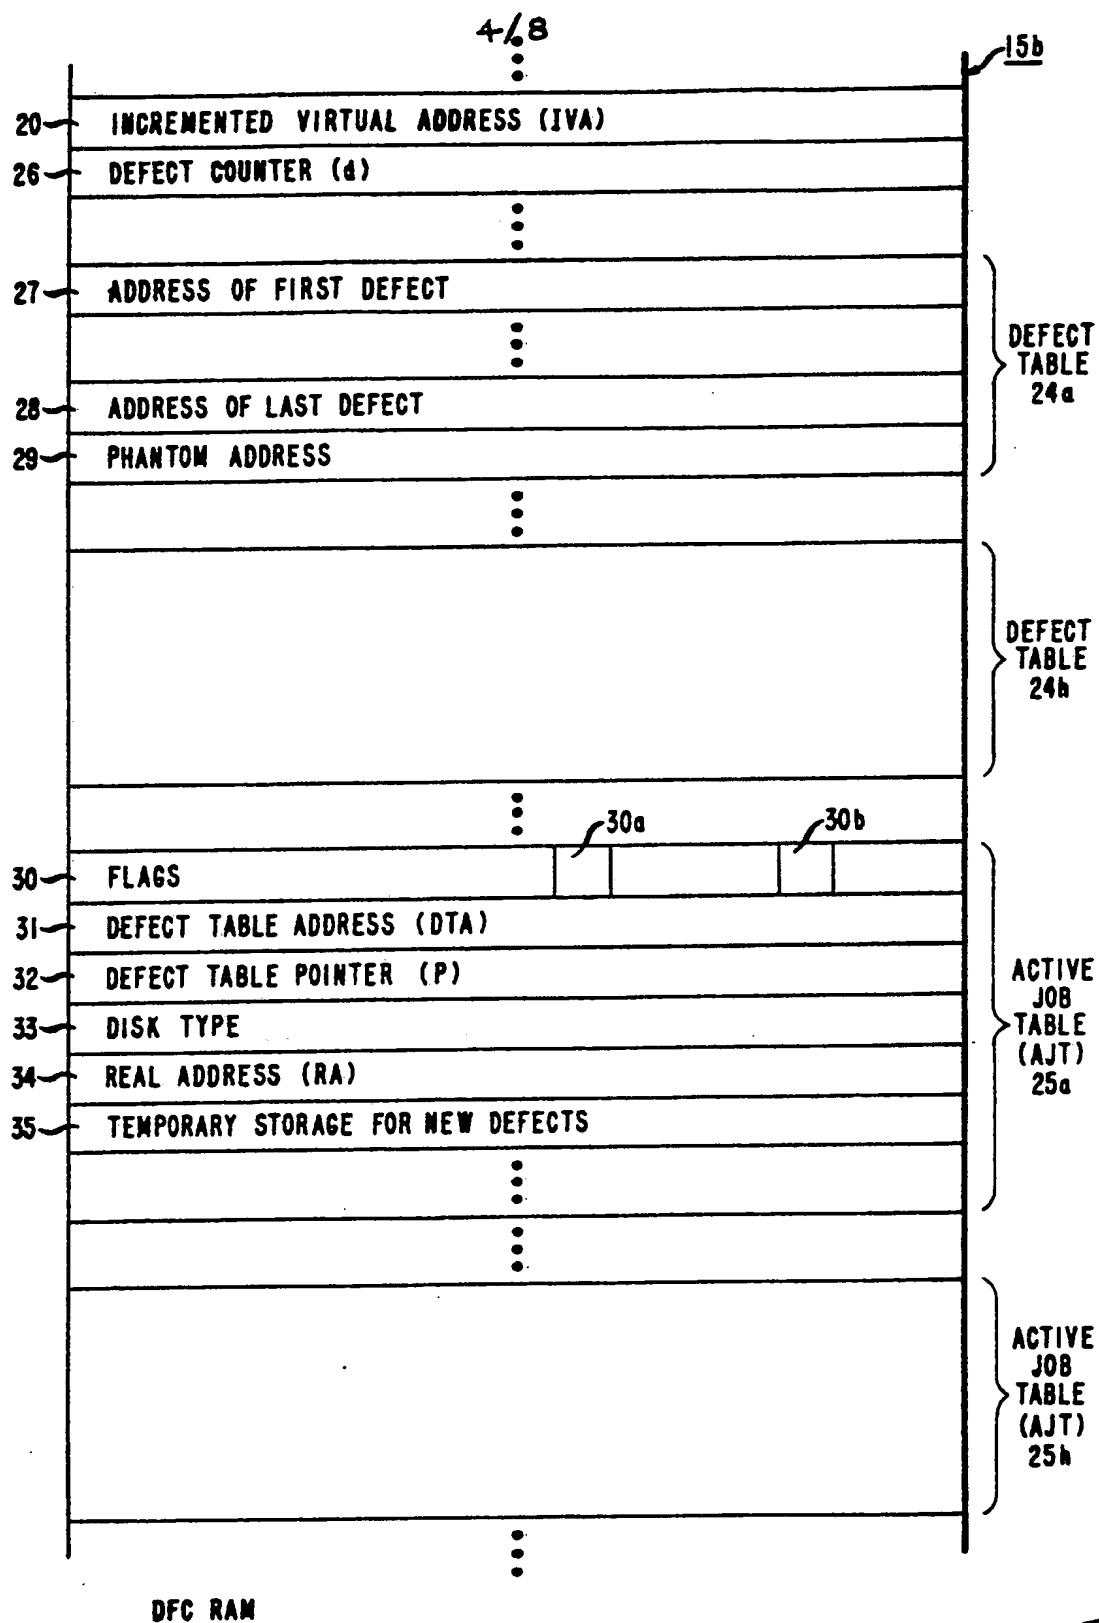 4/8
15b
20 INCREMENTED VIRTUAL ADDRESS (IVA)
26 DEFECT COUNTER (d)
27 ADDRESS OF FIRST DEFECT
DEFECT
TABLE
24a
28 ADDRESS OF LAST DEFECT
29 PHANTOM ADDRESS
DEFECT
TABLE
24h
30a 30b
30 FLAGS
31 DEFECT TABLE ADDRESS (DTA)
32 DEFECT TABLE POINTER (P)
33 DISK TYPE
34 REAL ADDRESS (RA)
35 TEMPORARY STORAGE FOR NEW DEFECTS
ACTIVE
JOB
TABLE
(AJT)
25a
ACTIVE
JOB
TABLE
(AJT)
25h
DFC RAM